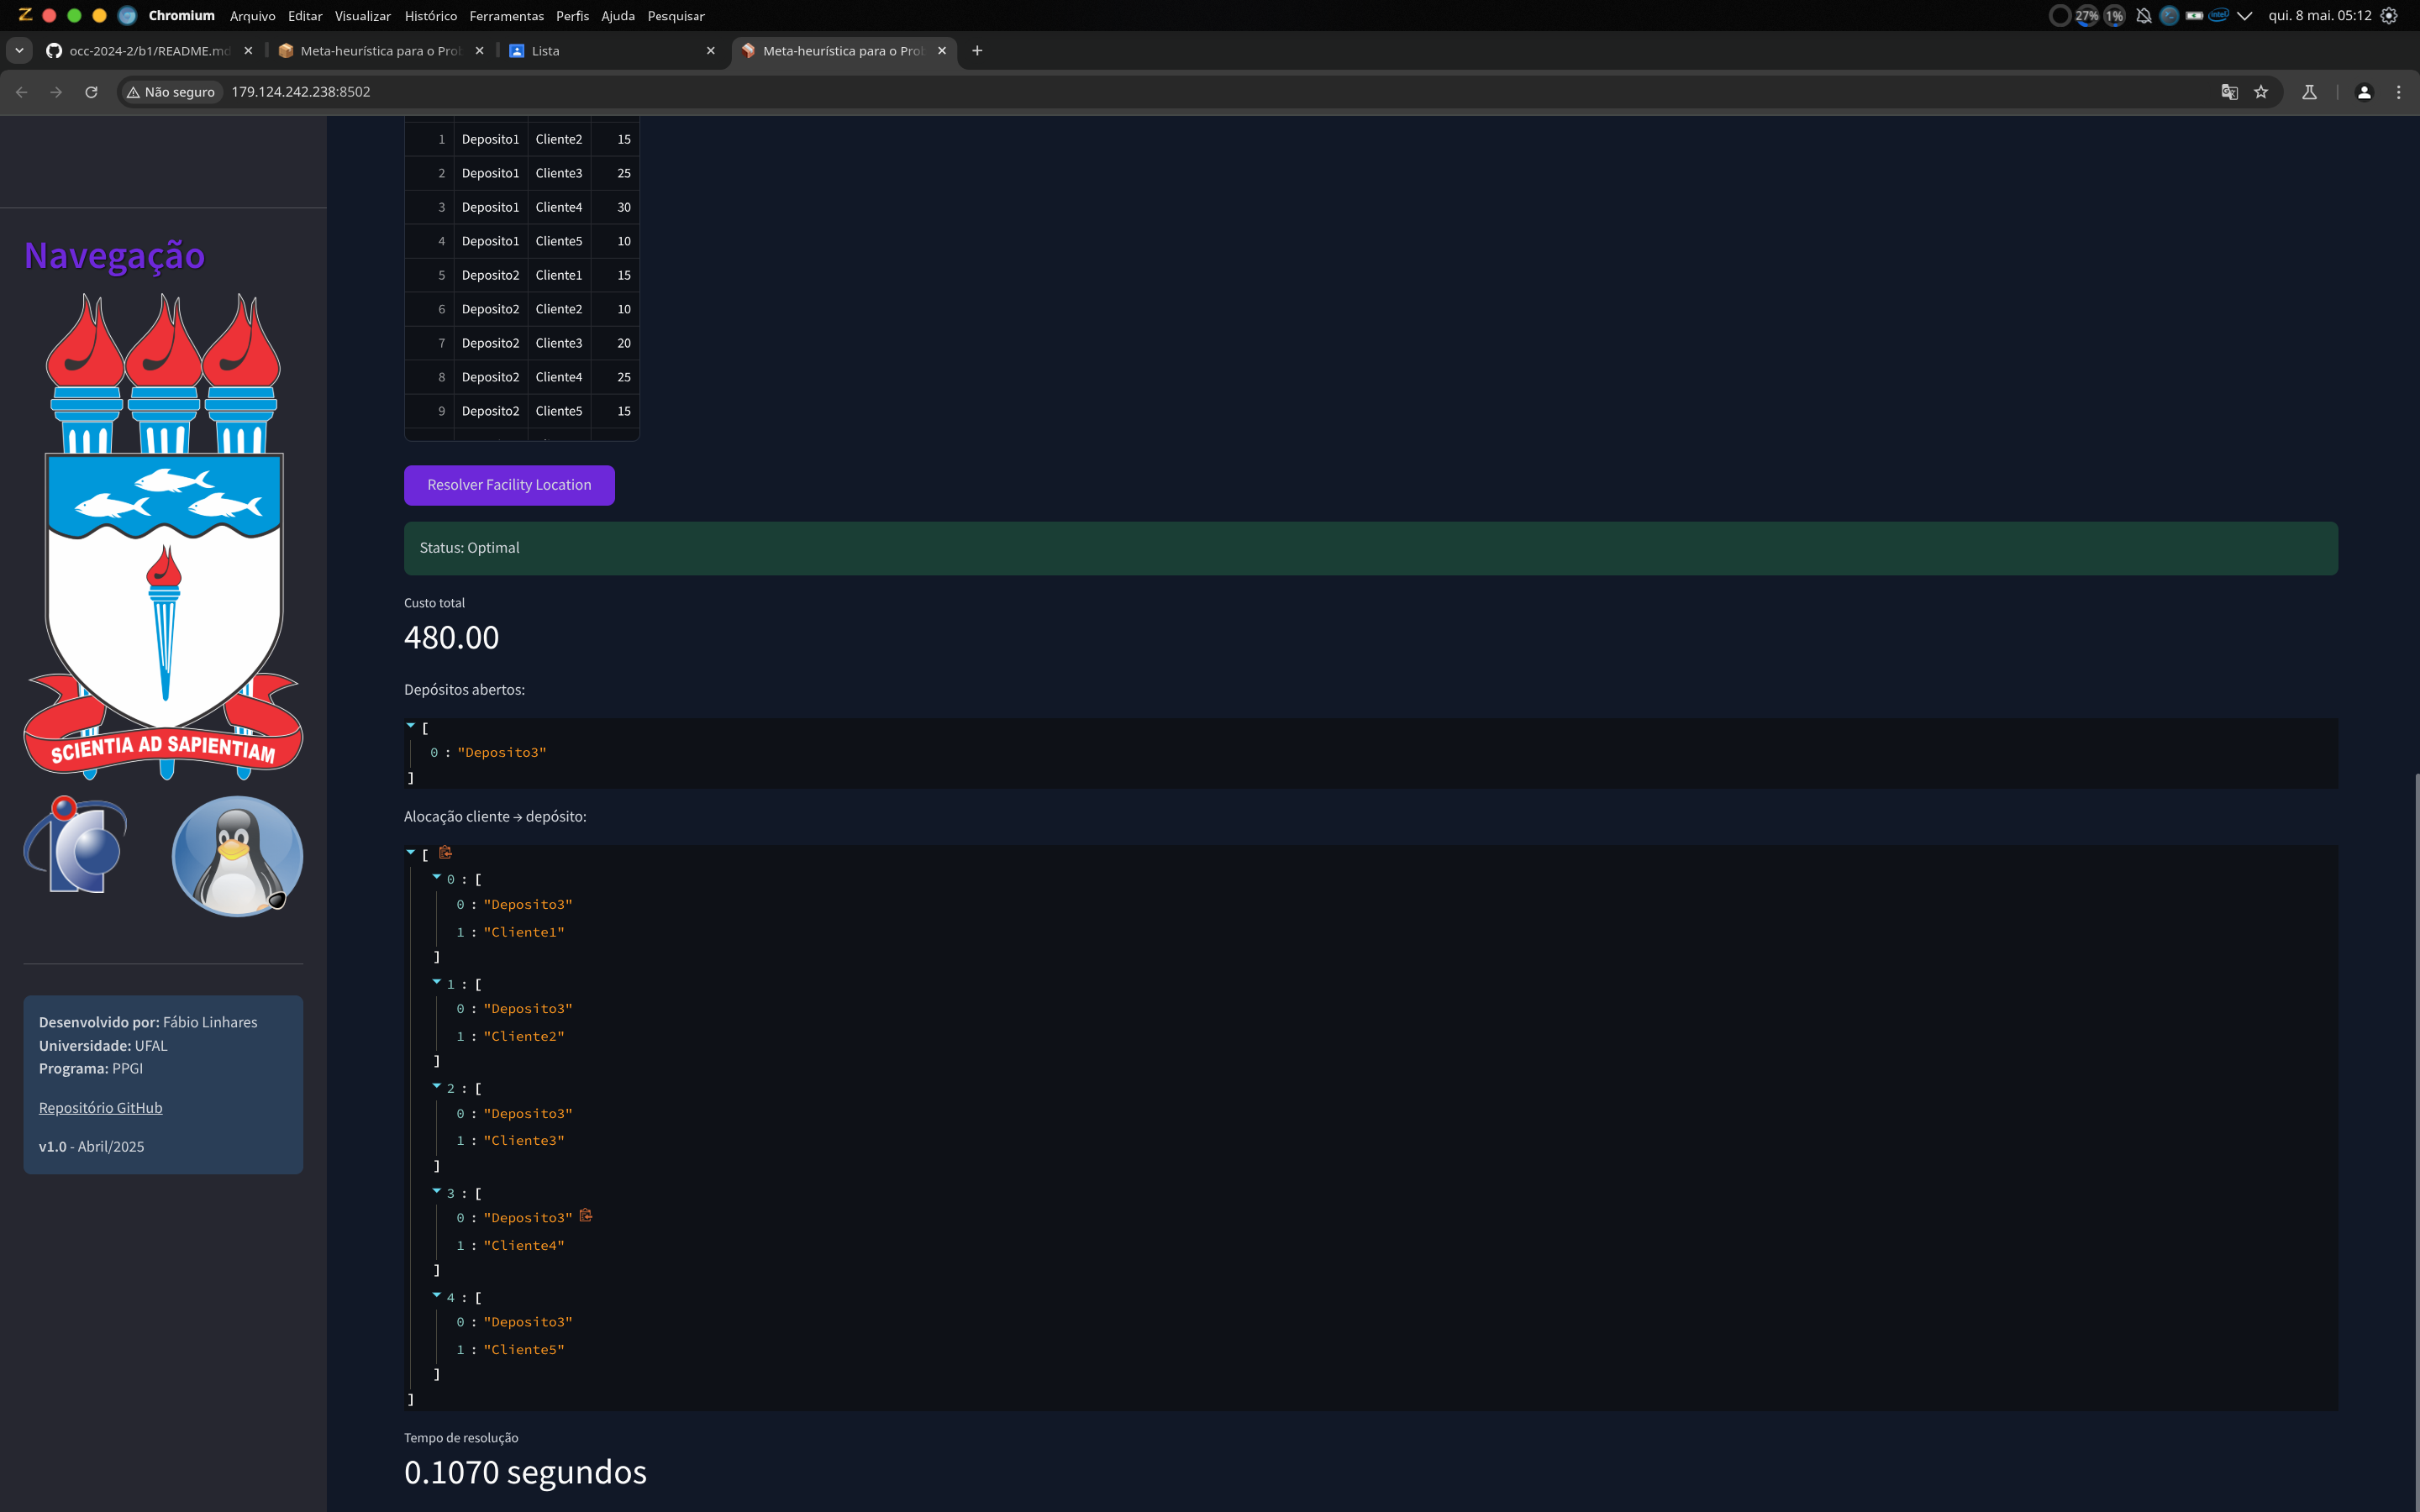 Chromium Arquivo Editar Visualizar Histórico Ferramentas Perfis Ajuda Pesquisar 27% 1% intel qui. 8 mai. 05:12
occ-2024-2/b1/README.md Meta-heurística para o Pro Lista Meta-heurística para o Pro
Não seguro 179.124.242.238:8502
Navegação
SCIENTIA AD SAPIENTIAM
Desenvolvido por: Fábio Linhares
Universidade: UFAL
Programa: PPGI
Repositório GitHub
v1.0 - Abril/2025
1 Deposito1 Cliente2 15
2 Deposito1 Cliente3 25
3 Deposito1 Cliente4 30
4 Deposito1 Cliente5 10
5 Deposito2 Cliente1 15
6 Deposito2 Cliente2 10
7 Deposito2 Cliente3 20
8 Deposito2 Cliente4 25
9 Deposito2 Cliente5 15
Resolver Facility Location
Status: Optimal
Custo total
480.00
Depósitos abertos:
[
0 : "Deposito3"
]
Alocação cliente → depósito:
[
0 : [
0 : "Deposito3"
1 : "Cliente1"
]
1 : [
0 : "Deposito3"
1 : "Cliente2"
]
2 : [
0 : "Deposito3"
1 : "Cliente3"
]
3 : [
0 : "Deposito3"
1 : "Cliente4"
]
4 : [
0 : "Deposito3"
1 : "Cliente5"
]
]
Tempo de resolução
0.1070 segundos